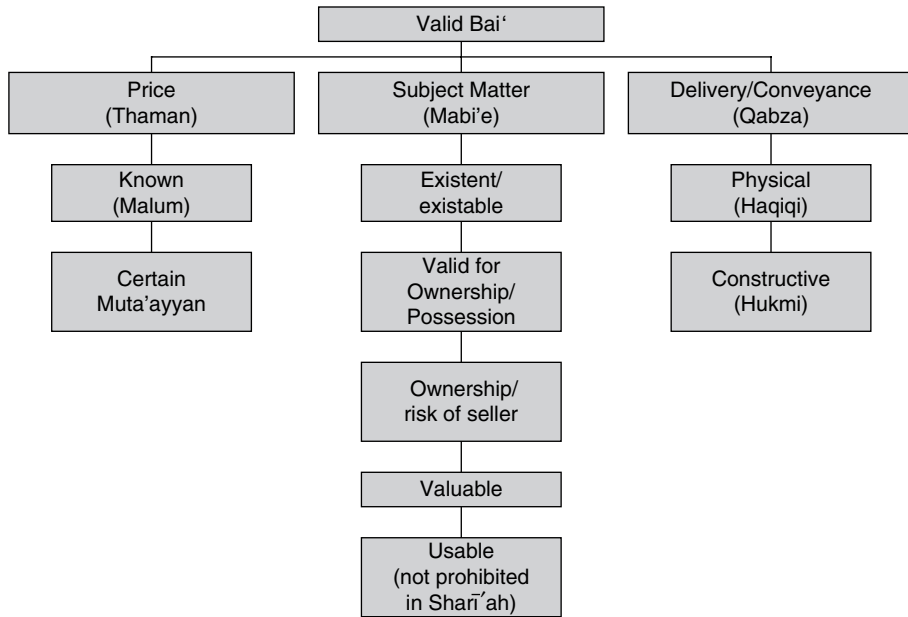 Valid Bai‘
Price
(Thaman)
Subject Matter
(Mabi’e)
Delivery/Conveyance
(Qabza)
Known
(Malum)
Existent/
existable
Physical
(Haqiqi)
Certain
Muta’ayyan
Valid for
Ownership/
Possession
Constructive
(Hukmi)
Ownership/
risk of seller
Valuable
Usable
(not prohibited
in Sharī´ah)